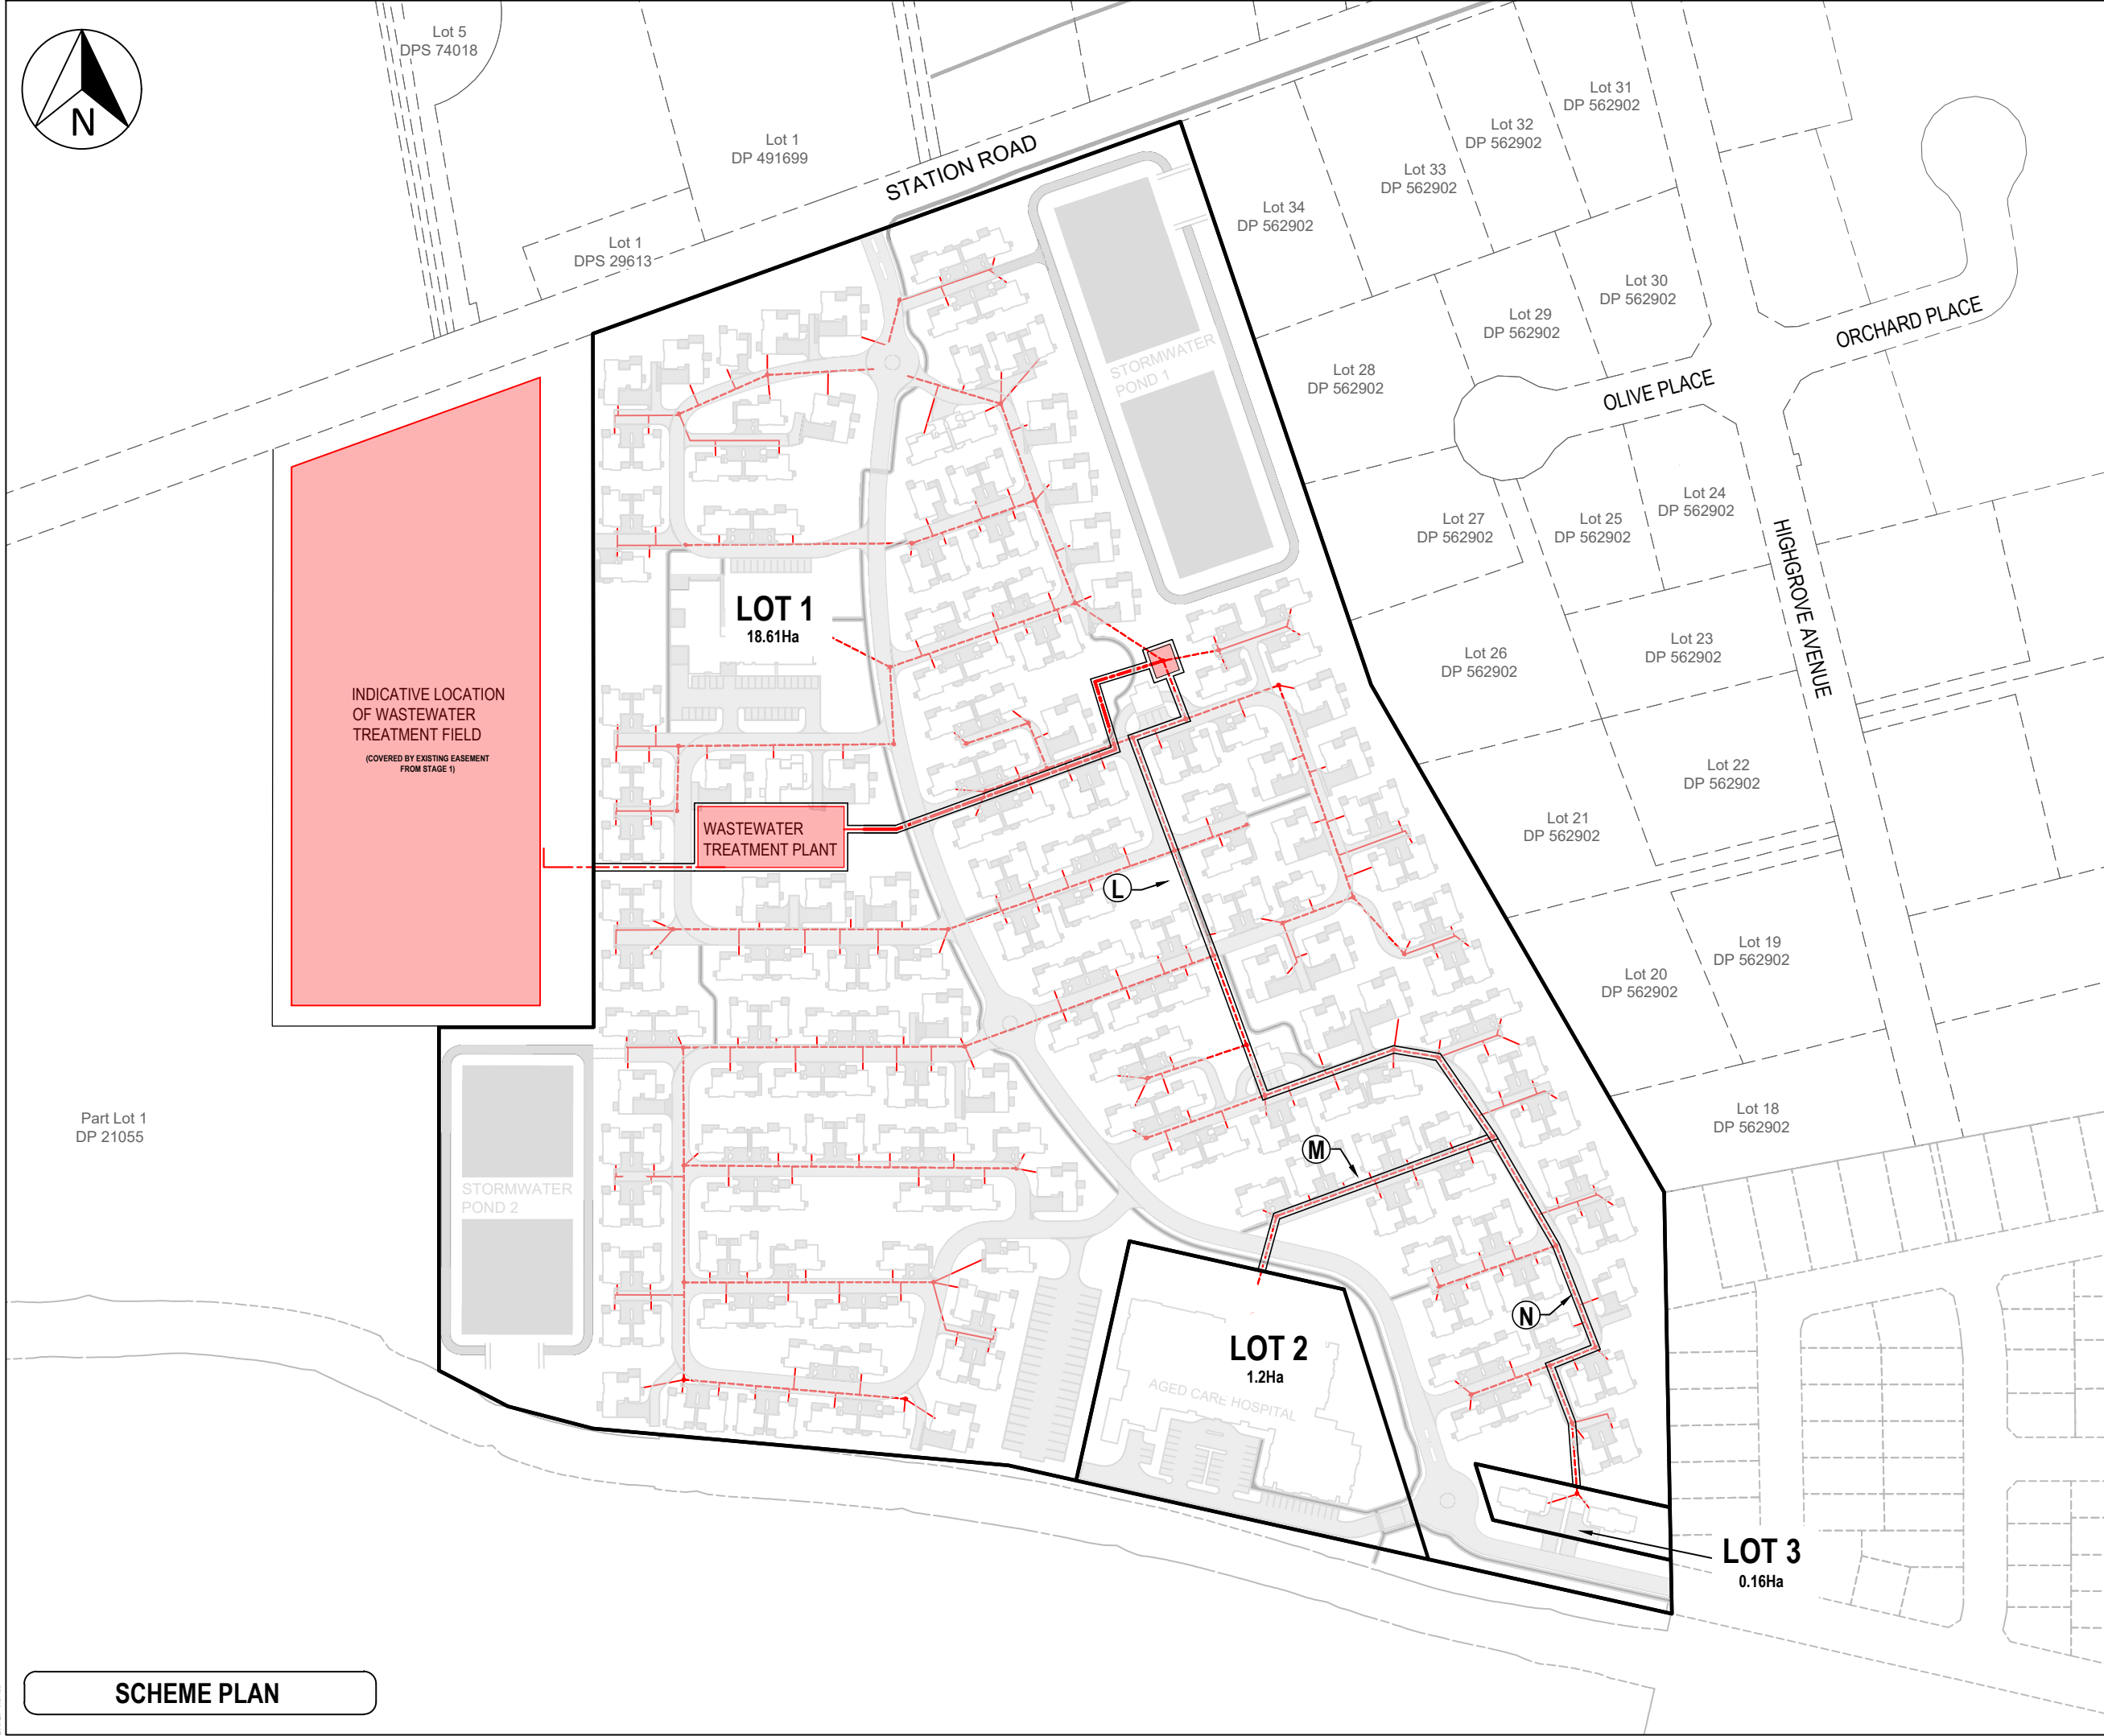 Lot 5
DPS 74018
N
Lot 1
DP 491699
STATION ROAD
Lot 1
DPS 29613
Lot 31
DP 562902
Lot 32
DP 562902
Lot 33
DP 562902
Lot 34
DP 562902
Lot 30
DP 562902
Lot 29
DP 562902
ORCHARD PLACE
Lot 28
DP 562902
OLIVE PLACE
STORMWATER
POND 1
Lot 24
DP 562902
Lot 25
DP 562902
Lot 27
DP 562902
HIGHGROVE AVENUE
LOT 1
18.61Ha
Lot 23
DP 562902
Lot 26
DP 562902
INDICATIVE LOCATION
OF WASTEWATER
TREATMENT FIELD
(COVERED BY EXISTING EASEMENT
FROM STAGE 1)
Lot 22
DP 562902
WASTEWATER
TREATMENT PLANT
Lot 21
DP 562902
L
Lot 19
DP 562902
Lot 20
DP 562902
Part Lot 1
DP 21055
Lot 18
DP 562902
M
STORMWATER
POND 2
N
LOT 2
1.2Ha
AGED CARE HOSPITAL
LOT 3
0.16Ha
SCHEME PLAN